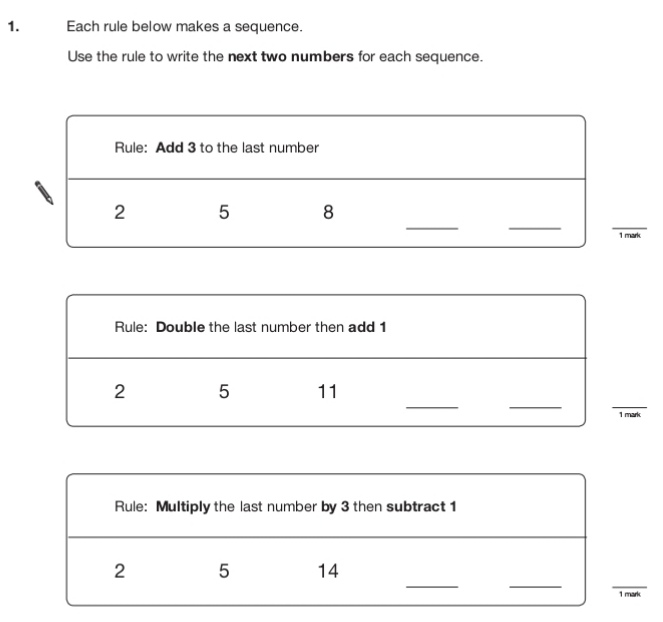 1. Each rule below makes a sequence.
Use the rule to write the next two numbers for each sequence.
Rule: Add 3 to the last number
2 5 8
1 mark
Rule: Double the last number then add 1
2 5 11
1 mark
Rule: Multiply the last number by 3 then subtract 1
2 5 14
1 mark